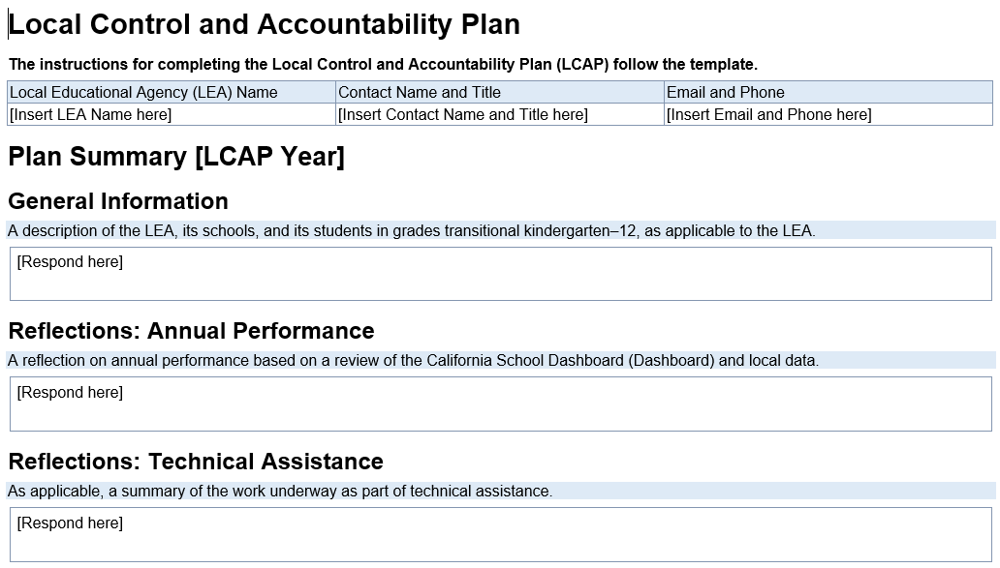 Local Control and Accountability Plan
The instructions for completing the Local Control and Accountability Plan (LCAP) follow the template.
Local Educational Agency (LEA) Name Contact Name and Title Email and Phone
[Insert LEA Name here] [Insert Contact Name and Title here] [Insert Email and Phone here]
Plan Summary [LCAP Year]
General Information
A description of the LEA, its schools, and its students in grades transitional kindergarten–12, as applicable to the LEA.
[Respond here]
Reflections: Annual Performance
A reflection on annual performance based on a review of the California School Dashboard (Dashboard) and local data.
[Respond here]
Reflections: Technical Assistance
As applicable, a summary of the work underway as part of technical assistance.
[Respond here]